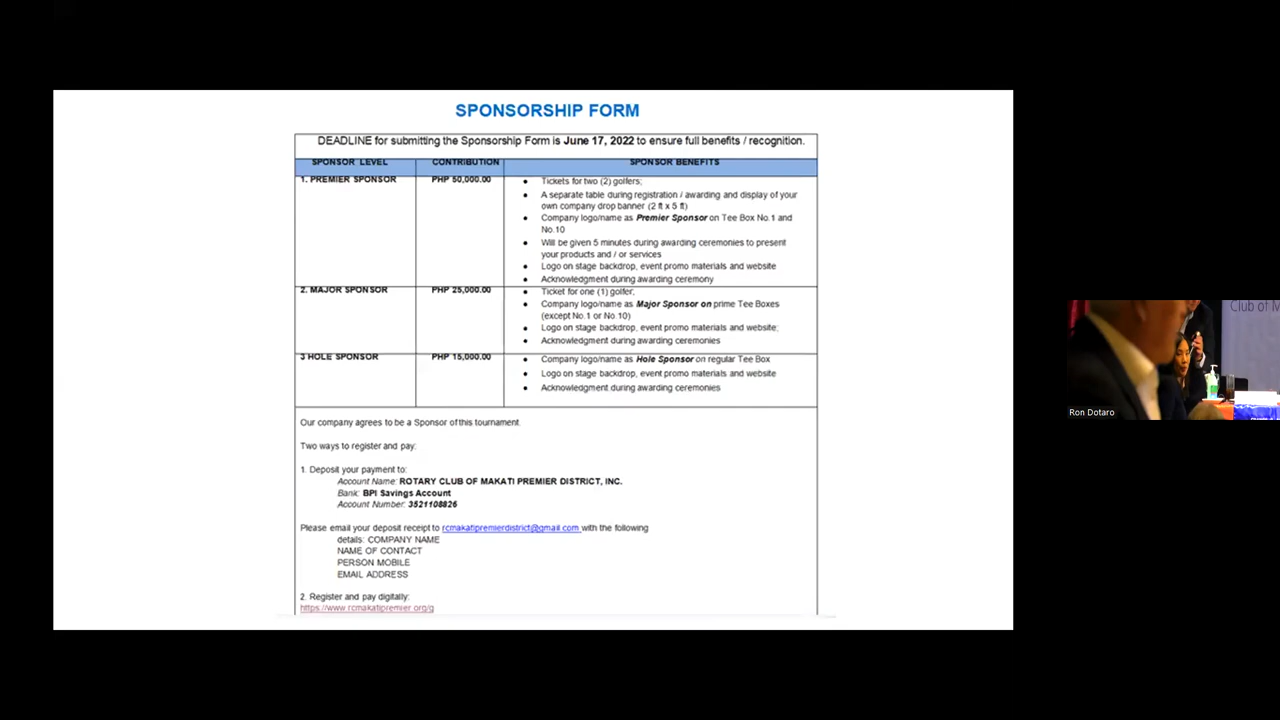 SPONSORSHIP FORM
DEADLINE for submitting the Sponsorship Form is June 17, 2022 to ensure full benefits / recognition.
SPONSOR LEVEL CONTRIBUTION SPONSOR BENEFITS
1. PREMIER SPONSOR PHP 50,000.00
• Tickets for two (2) golfers;
• A separate table during registration / awarding and display of your
own company drop banner (2 ft x 5 ft)
• Company logo/name as Premier Sponsor on Tee Box No.1 and
No.10
• Will be given 5 minutes during awarding ceremonies to present
your products and / or services
• Logo on stage backdrop, event promo materials and website
• Acknowledgment during awarding ceremony
2. MAJOR SPONSOR PHP 25,000.00
• Ticket for one (1) golfer;
• Company logo/name as Major Sponsor on prime Tee Boxes
(except No.1 or No.10)
• Logo on stage backdrop, event promo materials and website;
• Acknowledgment during awarding ceremonies
3 HOLE SPONSOR PHP 15,000.00
• Company logo/name as Hole Sponsor on regular Tee Box
• Logo on stage backdrop, event promo materials and website
• Acknowledgment during awarding ceremonies
Our company agrees to be a Sponsor of this tournament.
Two ways to register and pay:
1. Deposit your payment to:
Account Name: ROTARY CLUB OF MAKATI PREMIER DISTRICT, INC.
Bank: BPI Savings Account
Account Number: 3521108826
Please email your deposit receipt to rcmakatipremierdistrict@gmail.com with the following
details: COMPANY NAME
NAME OF CONTACT
PERSON MOBILE
EMAIL ADDRESS
2. Register and pay digitally:
https://www.rcmakatipremier.org/g
Club of M
Ron Dotaro